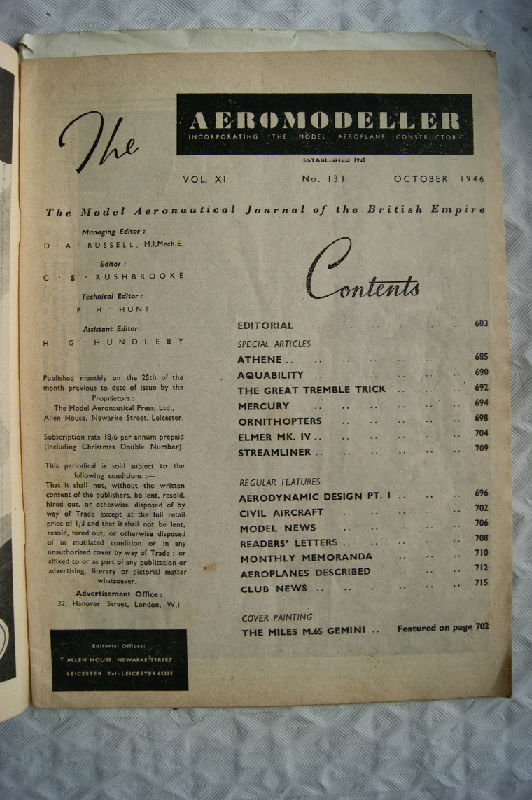 The
AEROMODELLER
INCORPORATING "THE MODEL AEROPLANE CONSTRUCTOR"
ESTABLISHED 1935
VOL. XI No. 131 OCTOBER 1946
The Model Aeronautical Journal of the British Empire
Managing Editor :
D · A · RUSSELL, M.I.Mech.E.
Editor :
C · S · RUSHBROOKE
Technical Editor :
HUNT
Assistant Editor :
H · G · HUNDLEBY
Published monthly on the 25th of the
month previous to date of issue by the
Proprietors :
The Model Aeronautical Press, Ltd.,
Allen House, Newarke Street, Leicester.
Subscription rate 18/6 per annum prepaid
(including Christmas Double Number).
This periodical is sold subject to the
following conditions :—
That it shall not, without the written
content of the publishers, be lent, resold,
hired out, or otherwise disposed of by
way of Trade except at the full retail
price of 1/3 and that it shall not be lent,
resold, hired out, or otherwise disposed
of in mutilated condition or in any
unauthorised cover by way of Trade ; or
affixed to or as part of any publication or
advertising, literary or pictorial matter
whatsoever.
Advertisement Office :
32, Hanover Street, London, W.1
Editorial Offices:
ALLEN HOUSE, NEWARKE STREET
LEICESTER Tel: LEICESTER 65322
Contents
EDITORIAL .. .. .. 683
SPECIAL ARTICLES
ATHENE .. .. .. .. .. 685
AQUABILITY .. .. .. .. 690
THE GREAT TREMBLE TRICK .. .. 692
MERCURY .. .. .. .. 694
ORNITHOPTERS .. .. .. 698
ELMER MK. IV .. .. .. .. 704
STREAMLINER .. .. .. .. 709
REGULAR FEATURES
AERODYNAMIC DESIGN PT. I .. .. 696
CIVIL AIRCRAFT .. .. .. 702
MODEL NEWS .. .. .. 706
READERS' LETTERS .. .. .. 708
MONTHLY MEMORANDA .. .. 710
AEROPLANES DESCRIBED .. .. 712
CLUB NEWS .. .. .. .. 715
COVER PAINTING
THE MILES M.65 GEMINI .. Featured on page 702